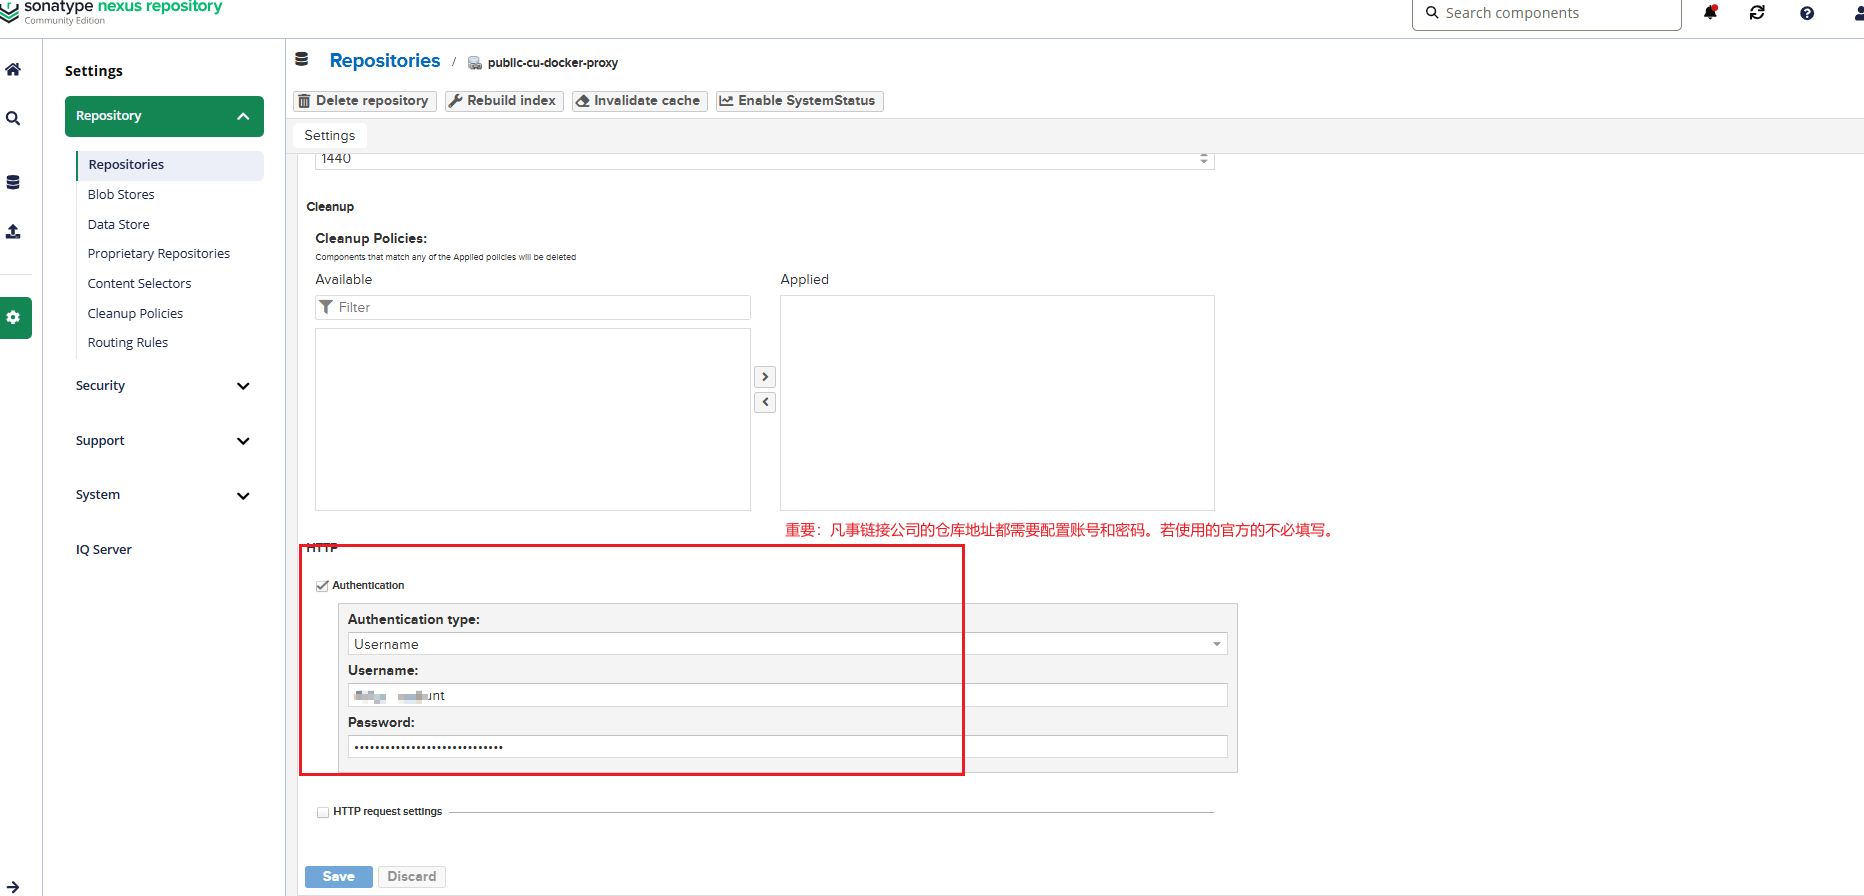 sonatype nexus repository
Community Edition
Search components
Settings
Repository
Repositories
Blob Stores
Data Store
Proprietary Repositories
Content Selectors
Cleanup Policies
Routing Rules
Security
Support
System
IQ Server
Repositories / public-cu-docker-proxy
Delete repository
Rebuild index
Invalidate cache
Enable SystemStatus
Settings
1440
Cleanup
Cleanup Policies:
Components that match any of the Applied policies will be deleted
Available
Applied
Filter
重要：凡事链接公司的仓库地址都需要配置账号和密码。若使用的官方的不必填写。
HTTP
Authentication
Authentication type:
Username
Username:
unt
Password:
HTTP request settings
Save
Discard